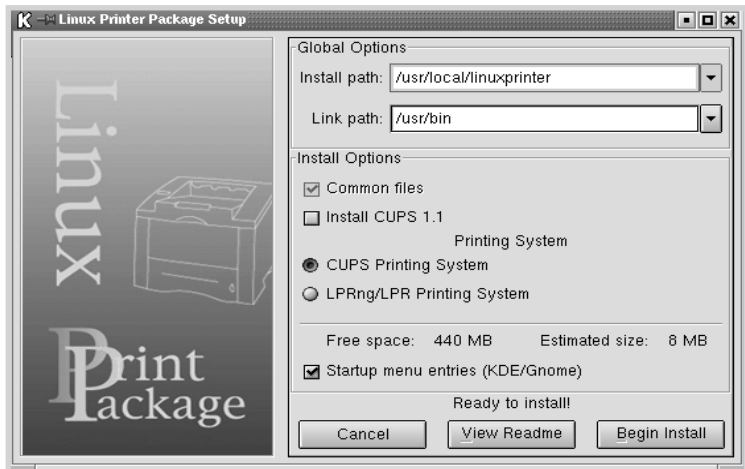 Linux Printer Package Setup
Linux
Print
Package
Global Options
Install path: /usr/local/linuxprinter
Link path: /usr/bin
Install Options
Common files
Install CUPS 1.1
Printing System
CUPS Printing System
LPRng/LPR Printing System
Free space: 440 MB Estimated size: 8 MB
Startup menu entries (KDE/Gnome)
Ready to install!
Cancel View Readme Begin Install